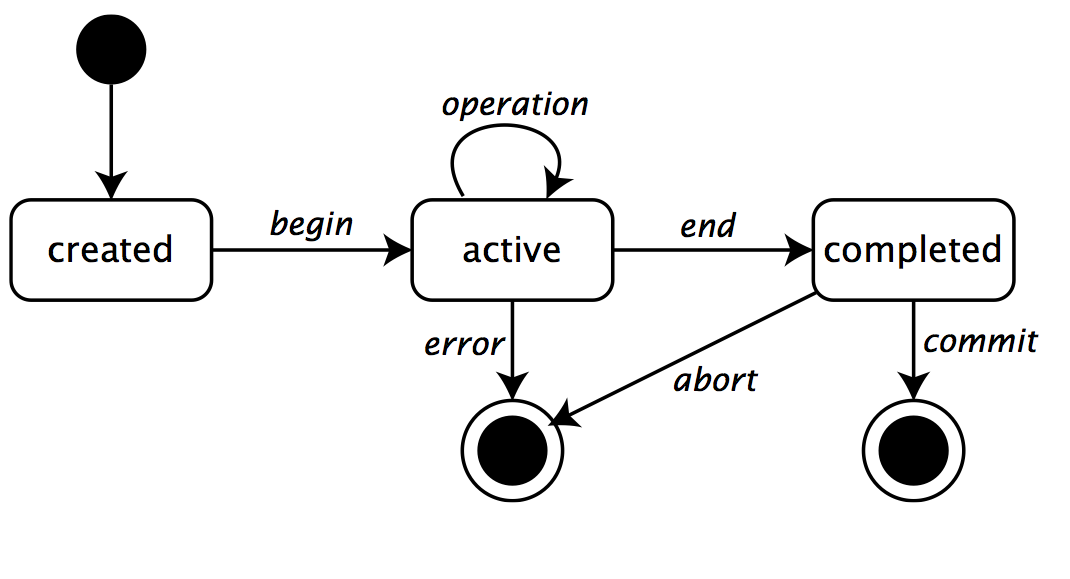 operation
begin
end
created
active
completed
error
commit
abort